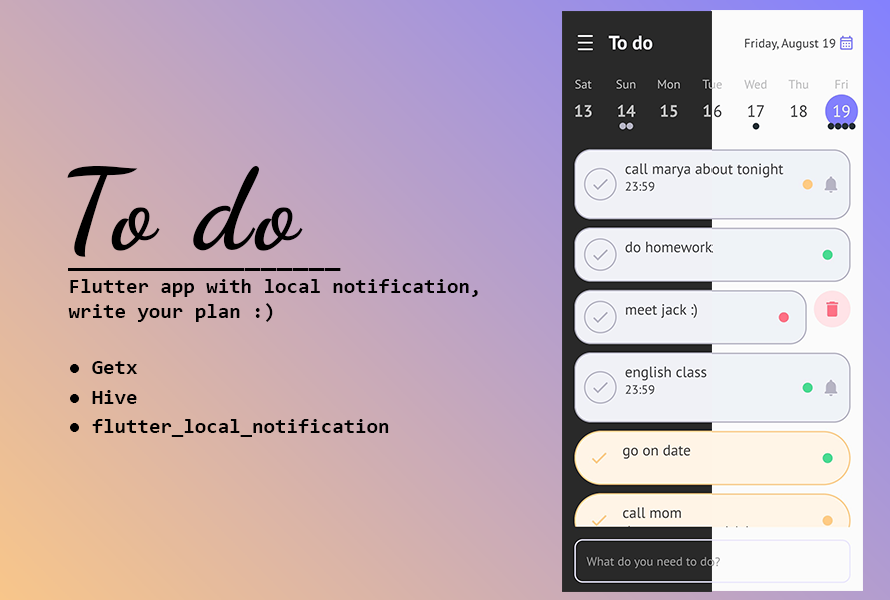 To do
Flutter app with local notification,
write your plan :)
• Getx
• Hive
• flutter_local_notification
To do
Friday, August 19
Sat Sun Mon Tue Wed Thu Fri
13 14 15 16 17 18 19
call marya about tonight
23:59
do homework
meet jack :)
english class
23:59
go on date
call mom
What do you need to do?